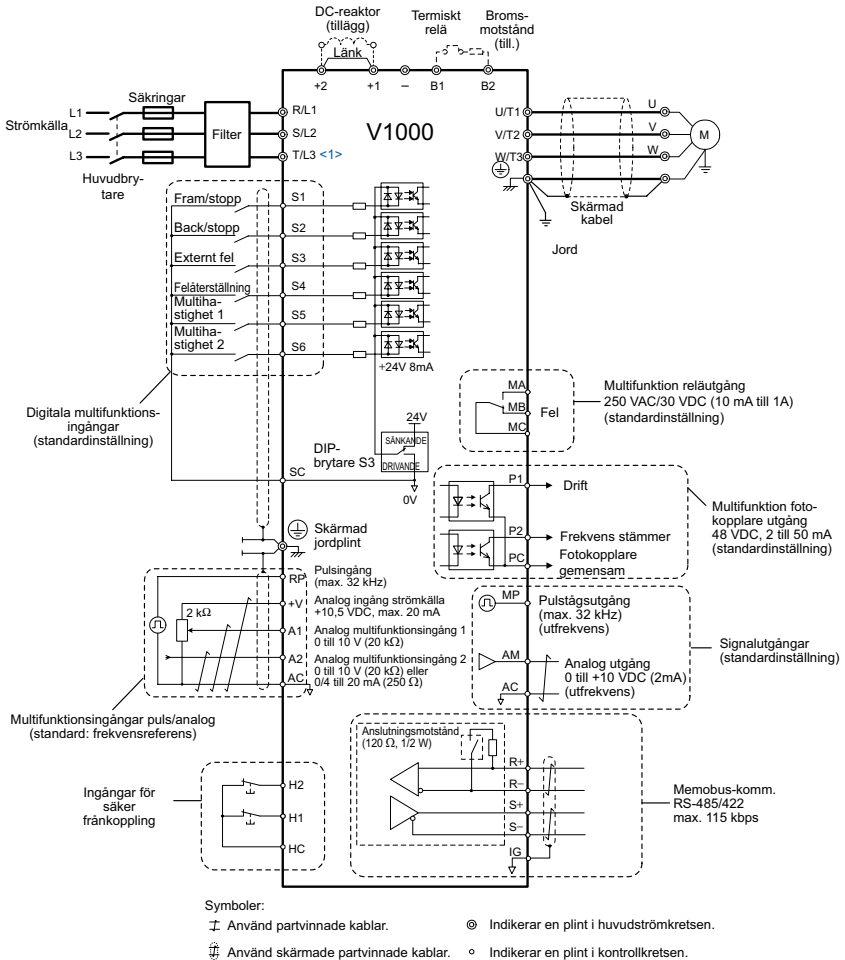 DC-reaktor
(tillägg)
Länk
Termiskt
relä
Broms-
motstånd
(till.)
+2
+1
−
B1
B2
Strömkälla
L1
L2
L3
Säkringar
Filter
Huvudbry-
tare
R/L1
S/L2
T/L3 <1>
V1000
U/T1
V/T2
W/T3
U
V
W
M
Skärmad
kabel
Jord
Fram/stopp
S1
Back/stopp
S2
Externt fel
S3
Felåterställning
S4
Multiha-
stighet 1
S5
Multiha-
stighet 2
S6
+24V 8mA
Digitala multifunktions-
ingångar
(standardinställning)
24V
DIP-
brytare S3
SÄNKANDE
DRIVANDE
0V
SC
MA
MB
MC
Fel
Multifunktion reläutgång
250 VAC/30 VDC (10 mA till 1A)
(standardinställning)
P1
Drift
P2
Frekvens stämmer
PC
Fotokopplare
gemensam
Multifunktion foto-
kopplare utgång
48 VDC, 2 till 50 mA
(standardinställning)
Skärmad
jordplint
RP
Pulsingång
(max. 32 kHz)
2 kΩ
+V
Analog ingång strömkälla
+10,5 VDC, max. 20 mA
A1
Analog multifunktionsingång 1
0 till 10 V (20 kΩ)
A2
Analog multifunktionsingång 2
0 till 10 V (20 kΩ) eller
0/4 till 20 mA (250 Ω)
AC
Multifunktionsingångar puls/analog
(standard: frekvensreferens)
MP
Pulstågsutgång
(max. 32 kHz)
(utfrekvens)
AM
Analog utgång
0 till +10 VDC (2mA)
(utfrekvens)
AC
Signalutgångar
(standardinställning)
Anslutningsmotstånd
(120 Ω, 1/2 W)
R+
R−
S+
S−
IG
Memobus-komm.
RS-485/422
max. 115 kbps
Ingångar för
säker
frånkoppling
H2
H1
HC
Symboler:
Använd partvinnade kablar.
Indikerar en plint i huvudströmkretsen.
Använd skärmade partvinnade kablar.
Indikerar en plint i kontrollkretsen.